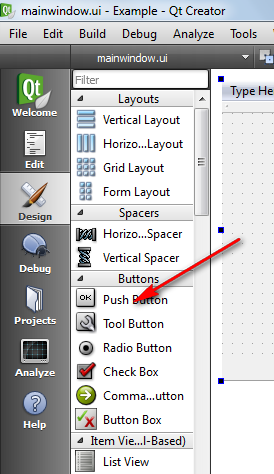 mainwindow.ui - Example - Qt Creator
File Edit Build Debug Analyze Tools
mainwindow.ui
Filter
Type He
Layouts
Vertical Layout
Horizo...Layout
Grid Layout
Form Layout
Spacers
Horizo...Spacer
Vertical Spacer
Buttons
OK Push Button
Tool Button
Radio Button
Check Box
Comma...utton
Button Box
Item Vie...l-Based)
List View
Qt
Welcome
Edit
Design
Debug
Projects
Analyze
Help